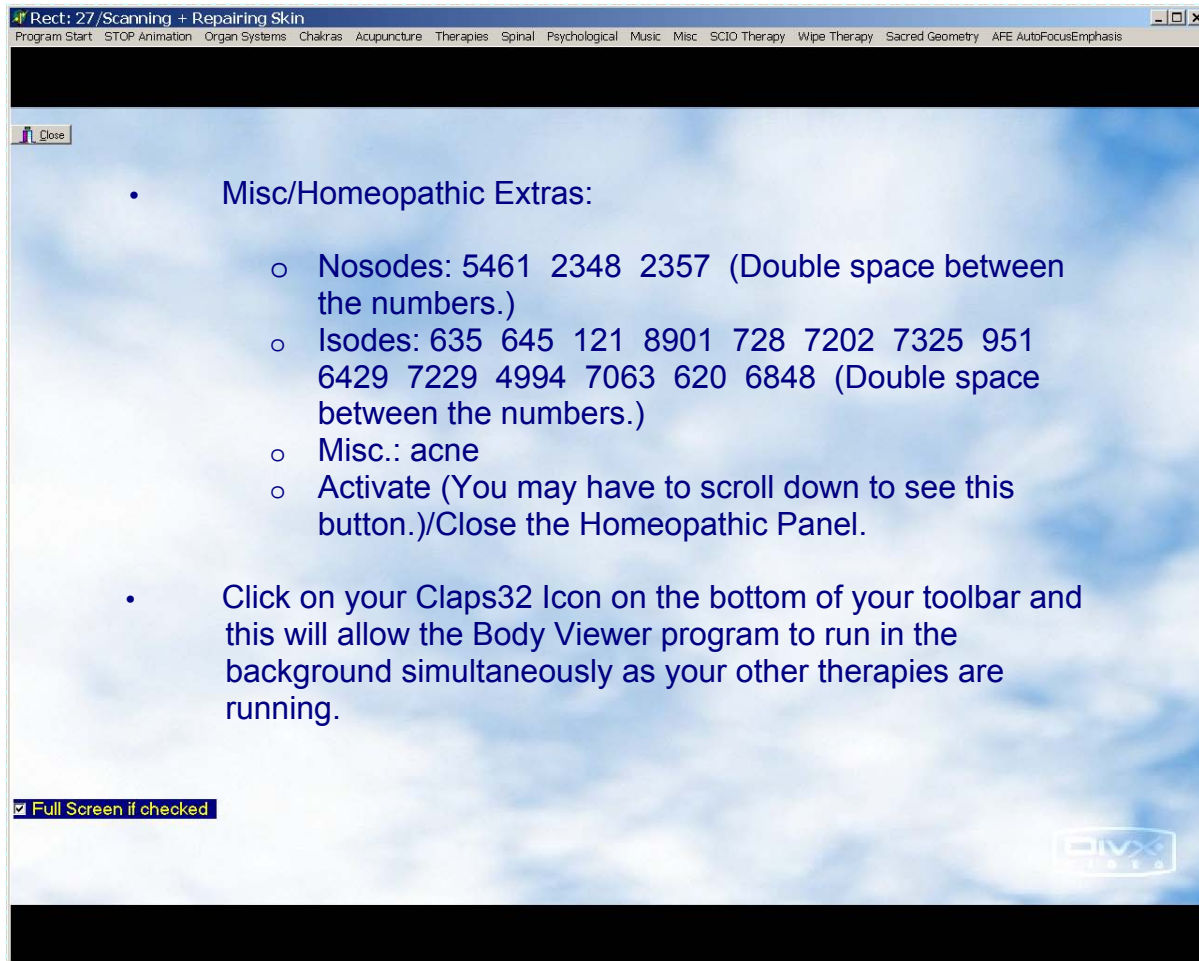 Rect: 27/Scanning + Repairing Skin
Program Start STOP Animation Organ Systems Chakras Acupuncture Therapies Spinal Psychological Music Misc SCIO Therapy Wipe Therapy Sacred Geometry AFE AutoFocusEmphasis
Close
• Misc/Homeopathic Extras:
o Nosodes: 5461  2348  2357  (Double space between
the numbers.)
o Isodes: 635  645  121  8901  728  7202  7325  951
6429  7229  4994  7063  620  6848  (Double space
between the numbers.)
o Misc.: acne
o Activate (You may have to scroll down to see this
button.)/Close the Homeopathic Panel.
• Click on your Claps32 Icon on the bottom of your toolbar and
this will allow the Body Viewer program to run in the
background simultaneously as your other therapies are
running.
Full Screen if checked
DivX
VIDEO